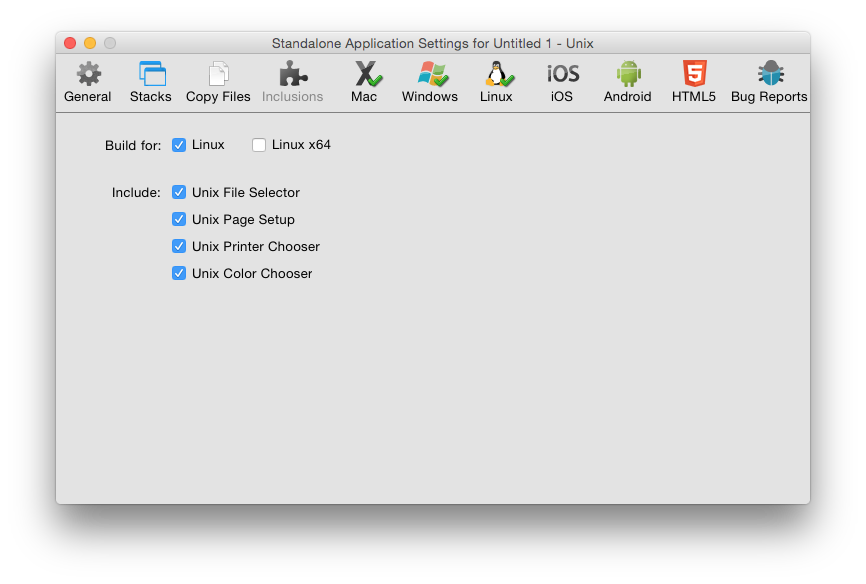 Standalone Application Settings for Untitled 1 - Unix
General Stacks Copy Files Inclusions Mac Windows Linux iOS Android HTML5 Bug Reports
Build for: Linux Linux x64
Include: Unix File Selector
Unix Page Setup
Unix Printer Chooser
Unix Color Chooser